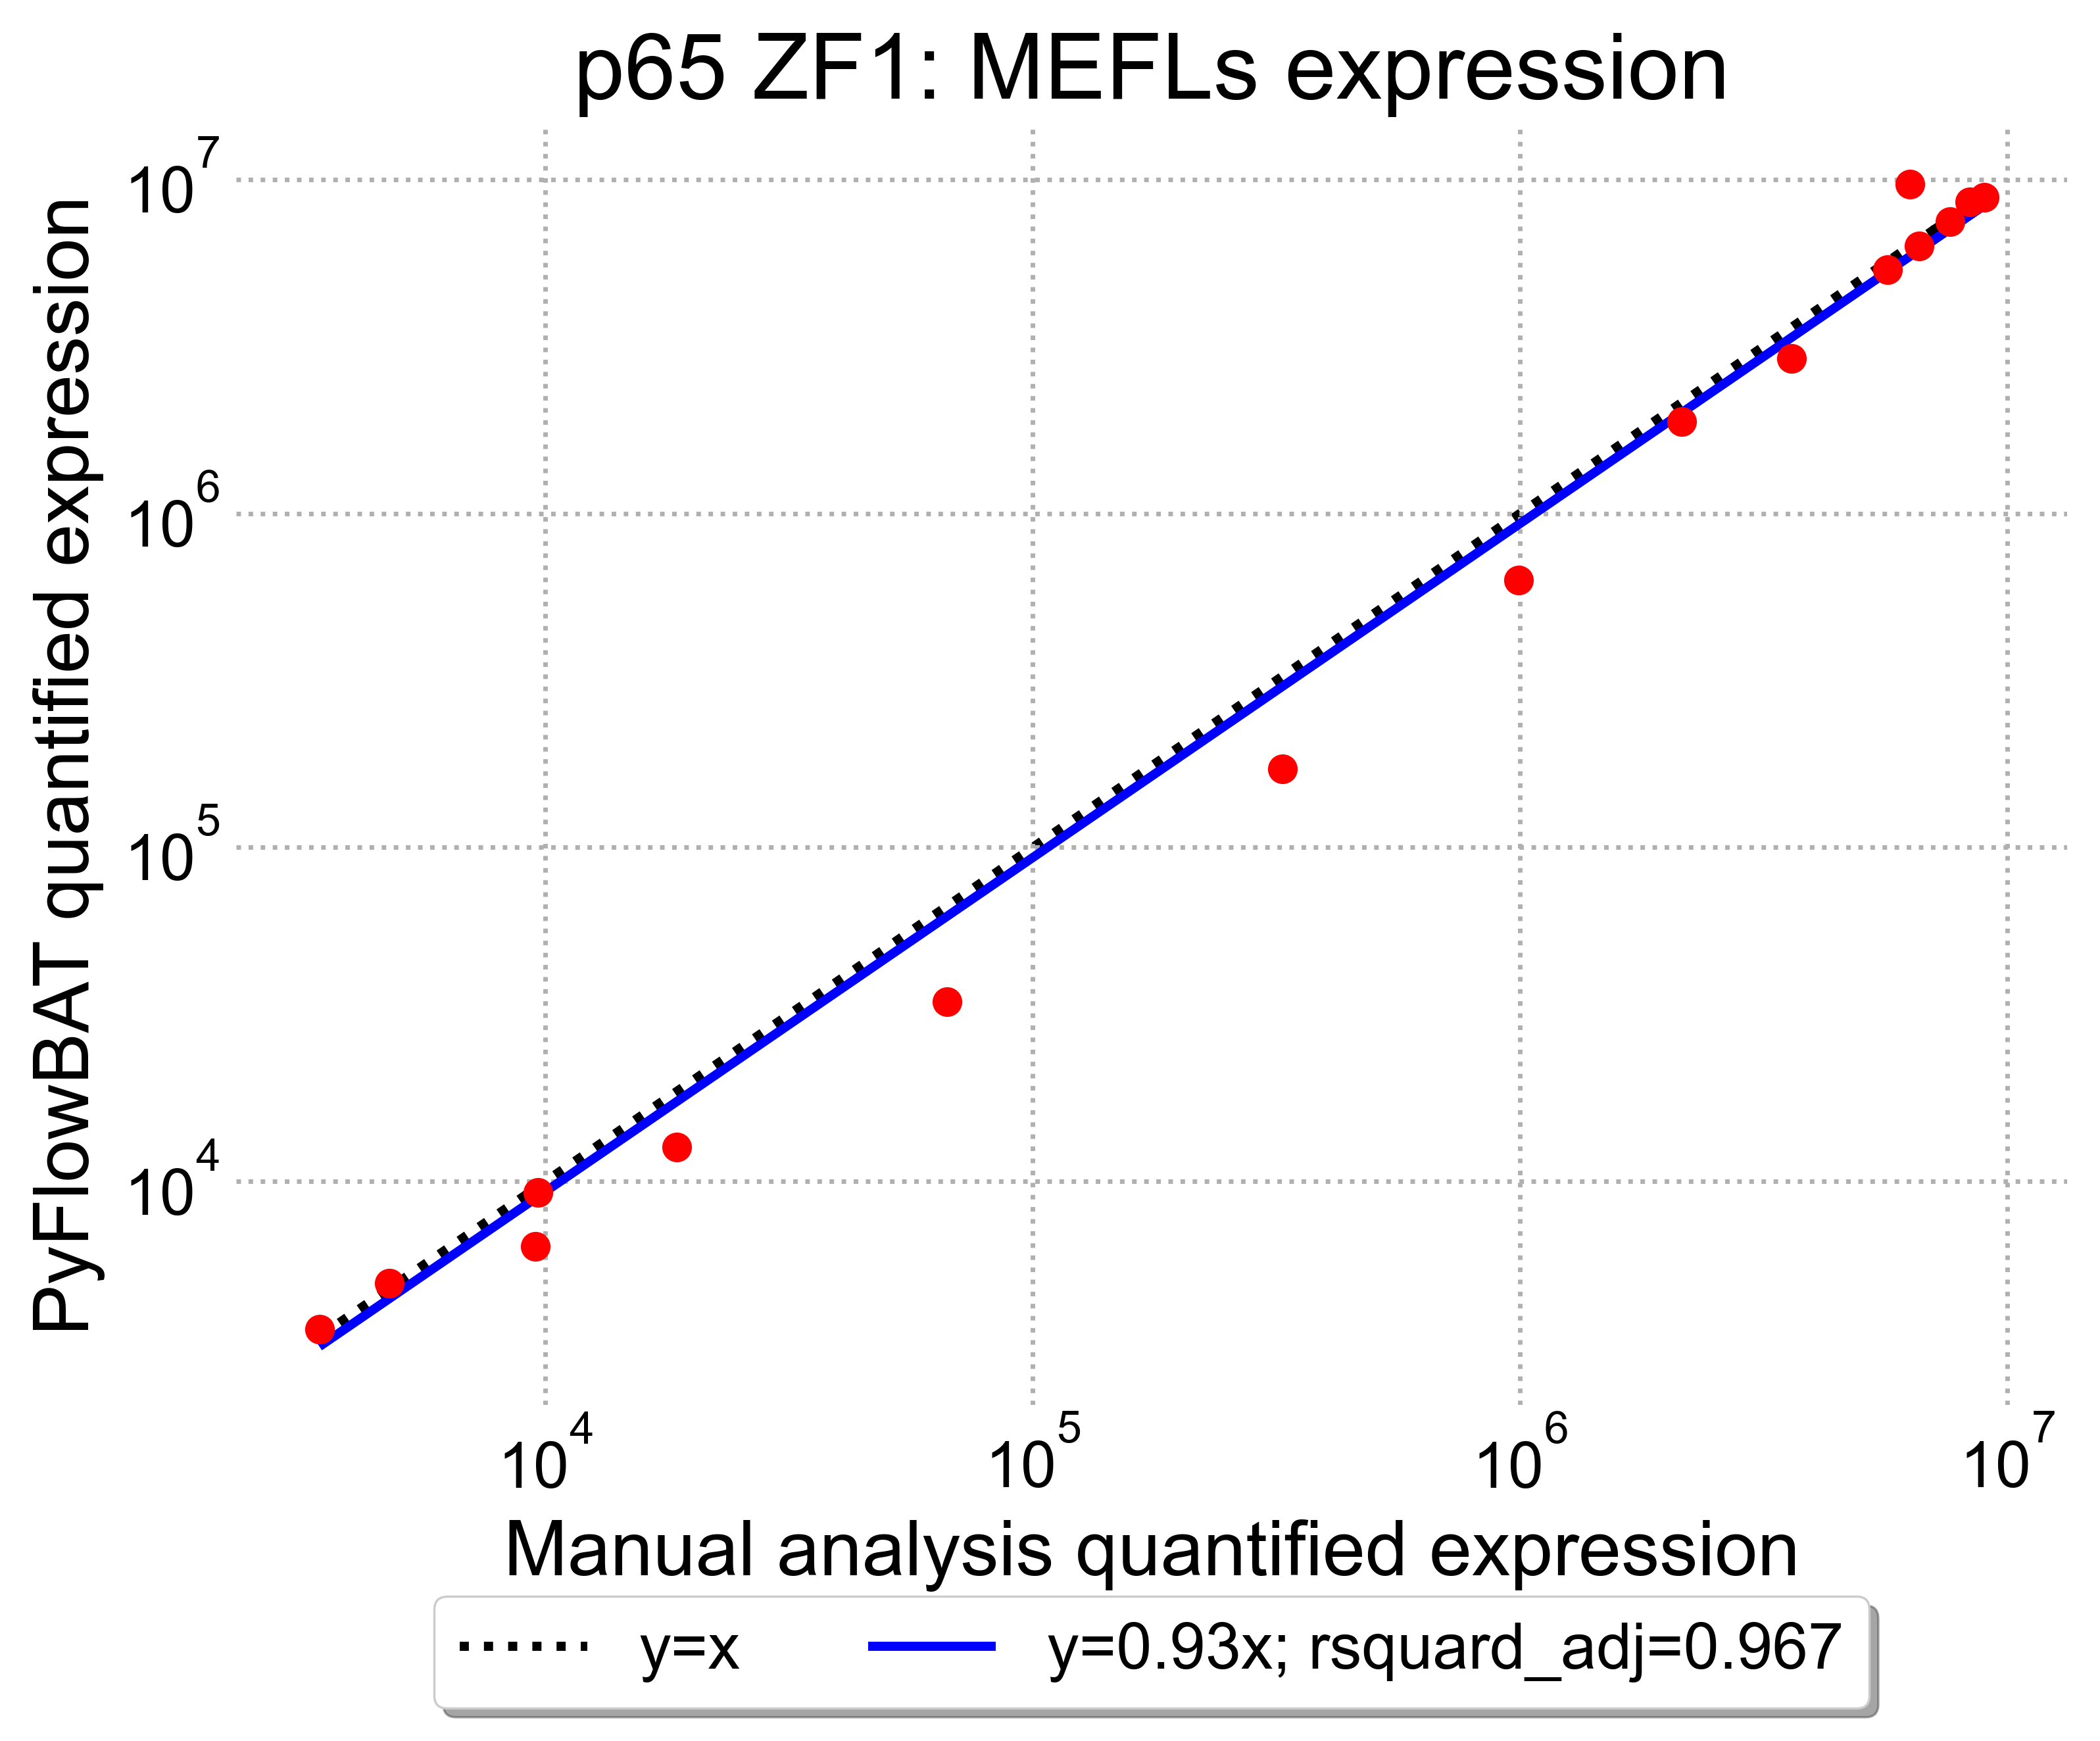 p65 ZF1: MEFLs expression
PyFlowBAT quantified expression
10^7
10^6
10^5
10^4
10^4 10^5 10^6 10^7
Manual analysis quantified expression
y=x y=0.93x; rsquard_adj=0.967